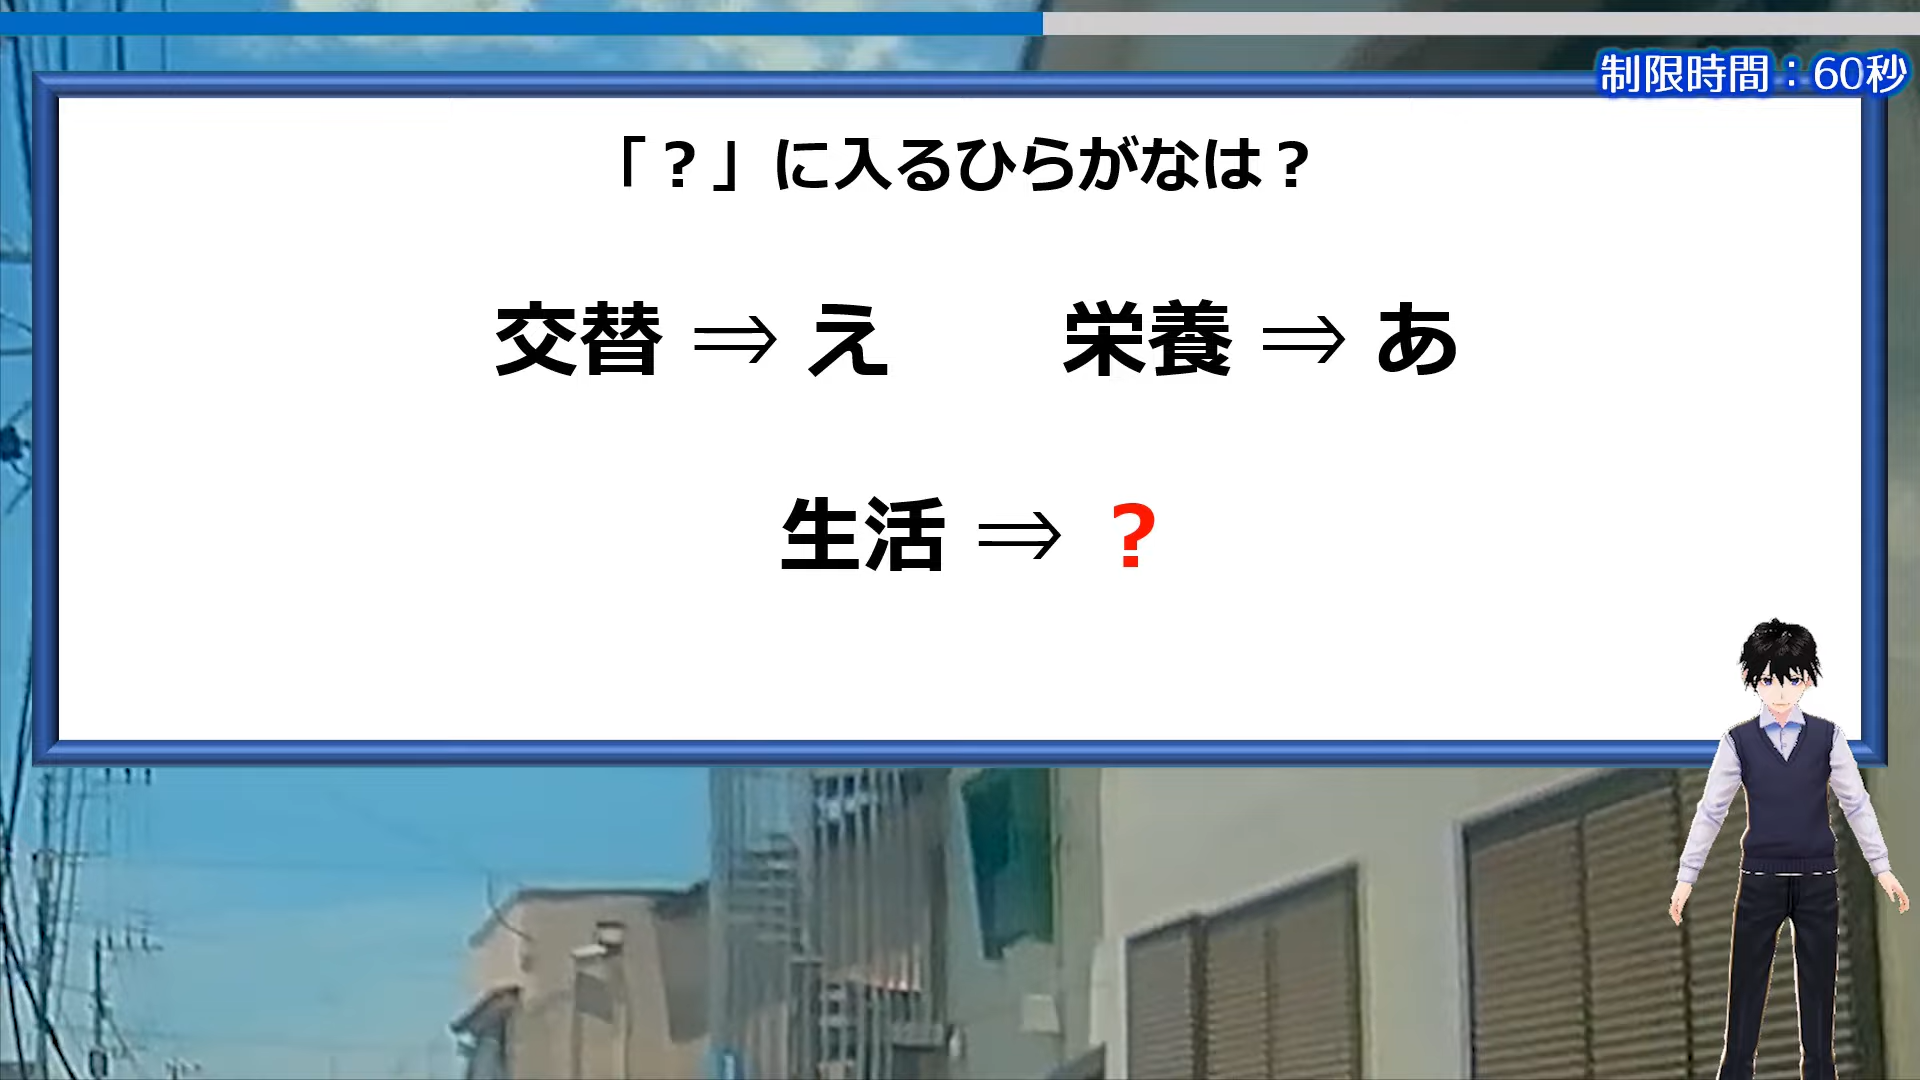 制限時間：60秒
「？」に入るひらがなは？
交替 ⇒ え　　栄養 ⇒ あ
生活 ⇒ ？